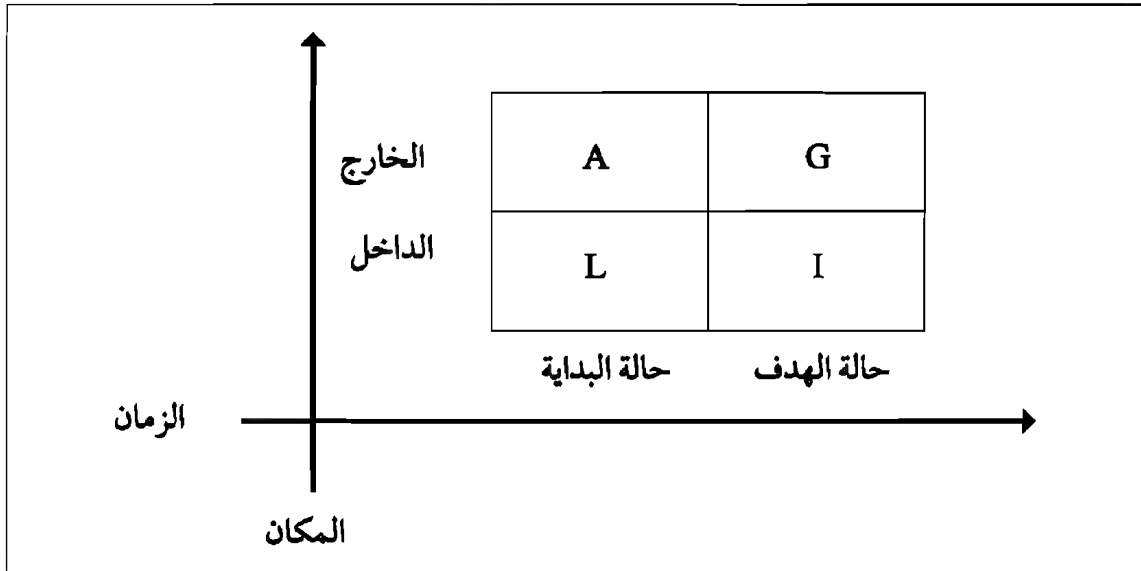 الخارج
A G
الداخل
L I
حالة البداية حالة الهدف
الزمان
المكان